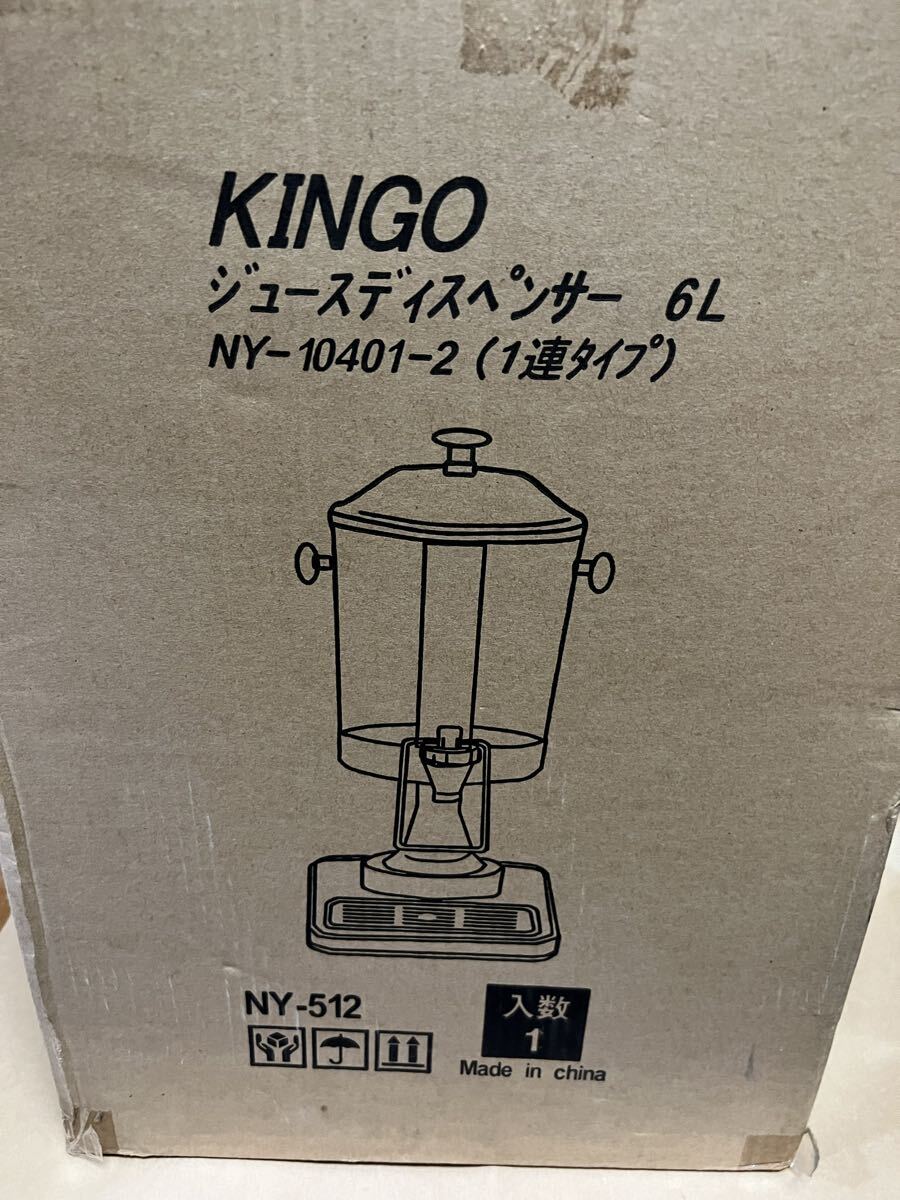 KINGO
ジュースディスペンサー 6L
NY-10401-2 (1連タイプ)
NY-512
入数
1
Made in china